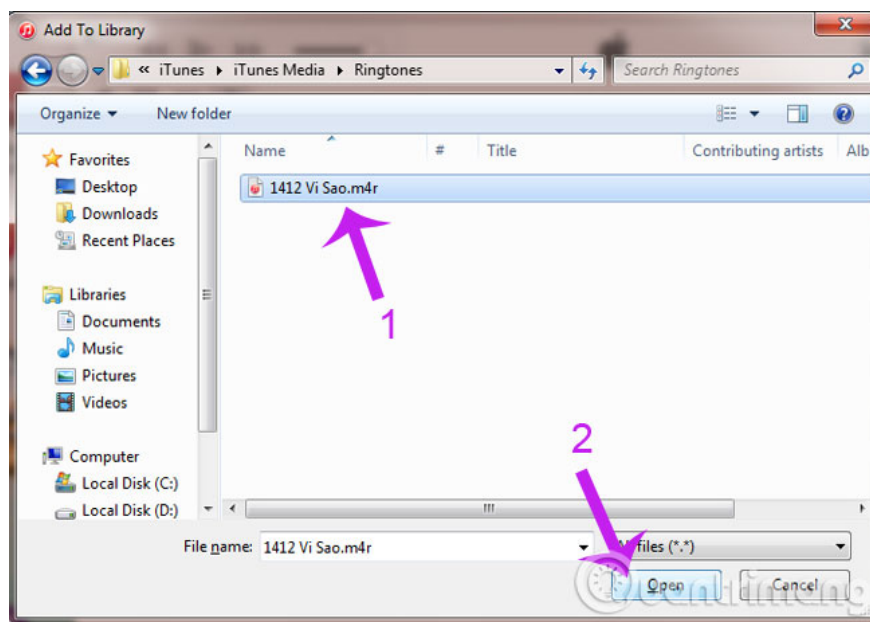 Add To Library
« iTunes ▸ iTunes Media ▸ Ringtones
Search Ringtones
Organize ▾ New folder
Name # Title Contributing artists Alb
Favorites
Desktop
Downloads
Recent Places
Libraries
Documents
Music
Pictures
Videos
Computer
Local Disk (C:)
Local Disk (D:)
1412 Vi Sao.m4r
1
2
File name: 1412 Vi Sao.m4r
files (*.*)
Open Cancel